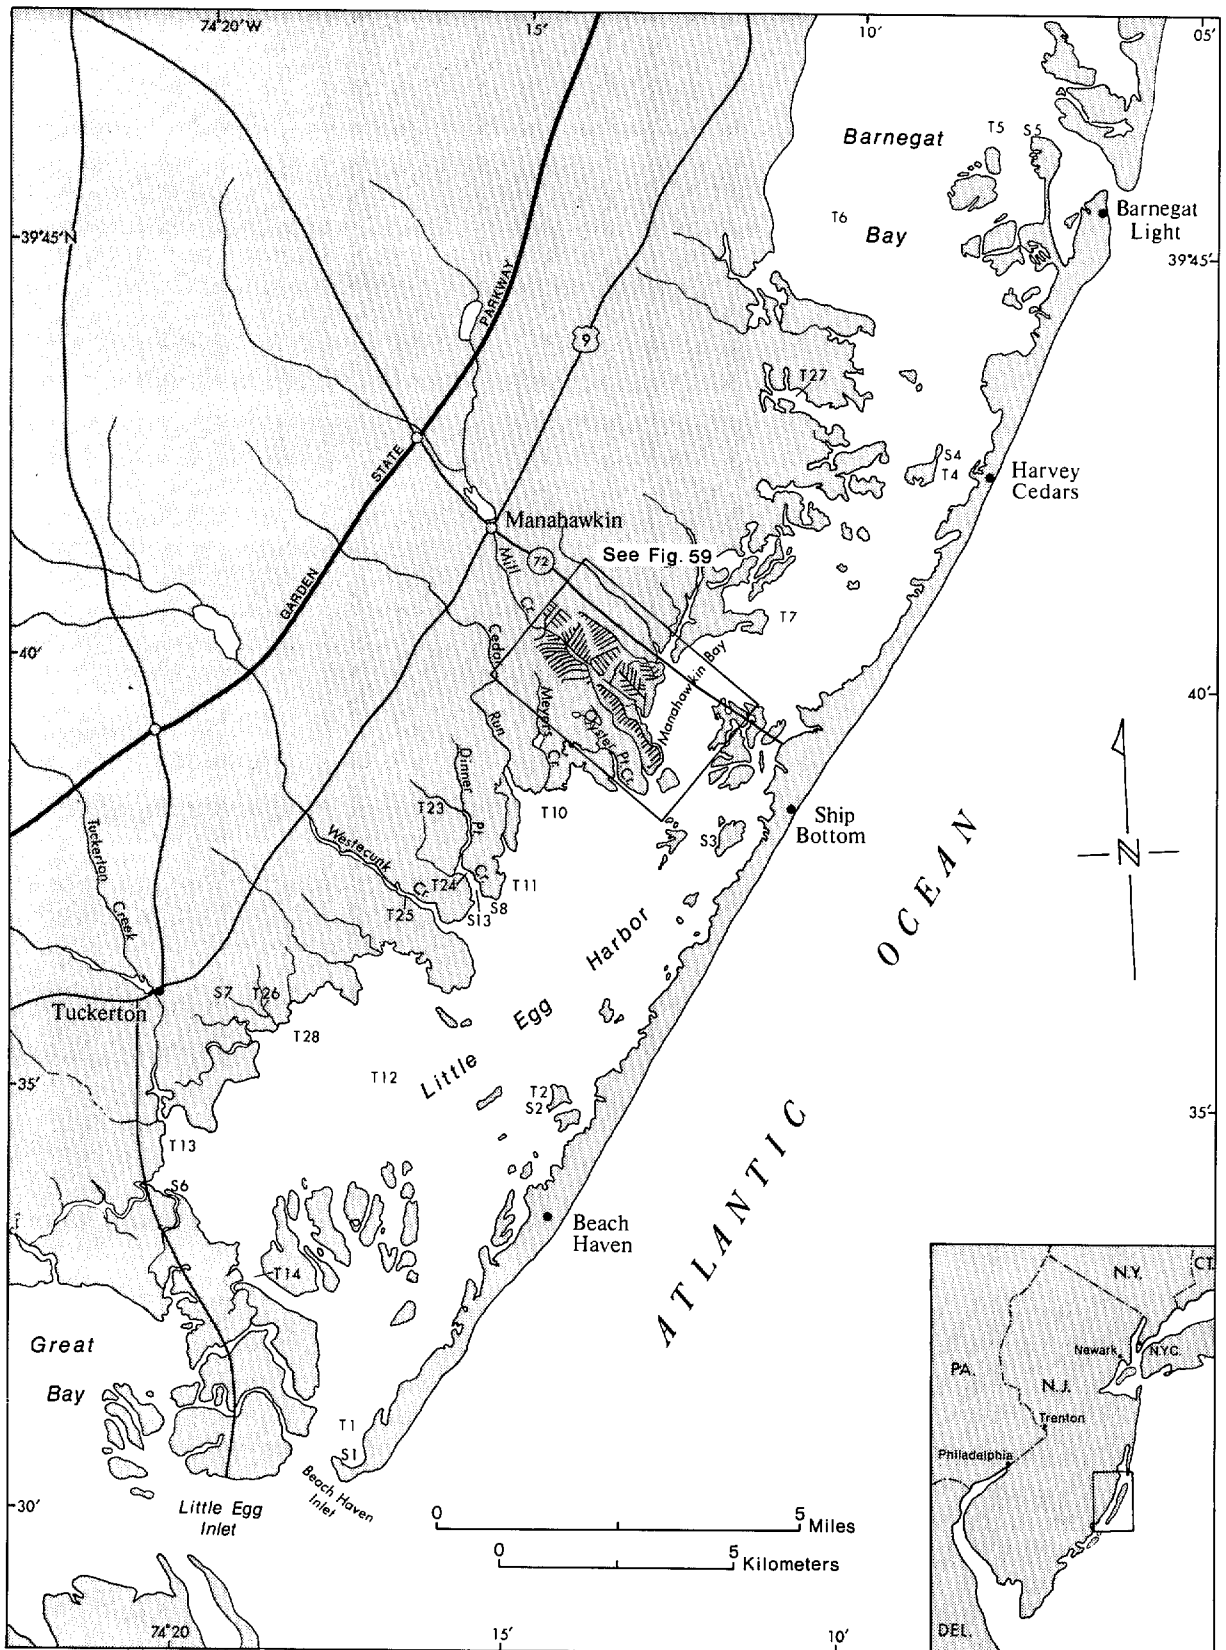 74°20'W
15'
10'
05'
Barnegat
Bay
T5
S5
T6
Barnegat
Light
39°45'N
39°45'
PARKWAY
9
T27
STATE
S4
T4
Harvey
Cedars
Manahawkin
72
See Fig. 59
Mill
Cr.
GARDEN
T7
40'
40'
Cedar
Run
Manahawkin Bay
Meyers
Cr.
Oyster Pt. Cr.
Dinner
Pt.
Cr.
T23
T10
Ship
Bottom
S3
Tuckerton
Creek
Westecunk
Cr.
T24
T11
T25
S13
S8
N
OCEAN
Harbor
Egg
Little
S7
T26
Tuckerton
T28
35'
T12
T2
S2
35'
T13
S6
ATLANTIC
Beach
Haven
T14
Great
Bay
T1
S1
Beach Haven
Inlet
30'
Little Egg
Inlet
0
5
Miles
0
5
Kilometers
74°20
15'
10'
N.Y.
CT.
Newark
N.Y.C.
PA.
N.J.
Trenton
Philadelphia
DEL.